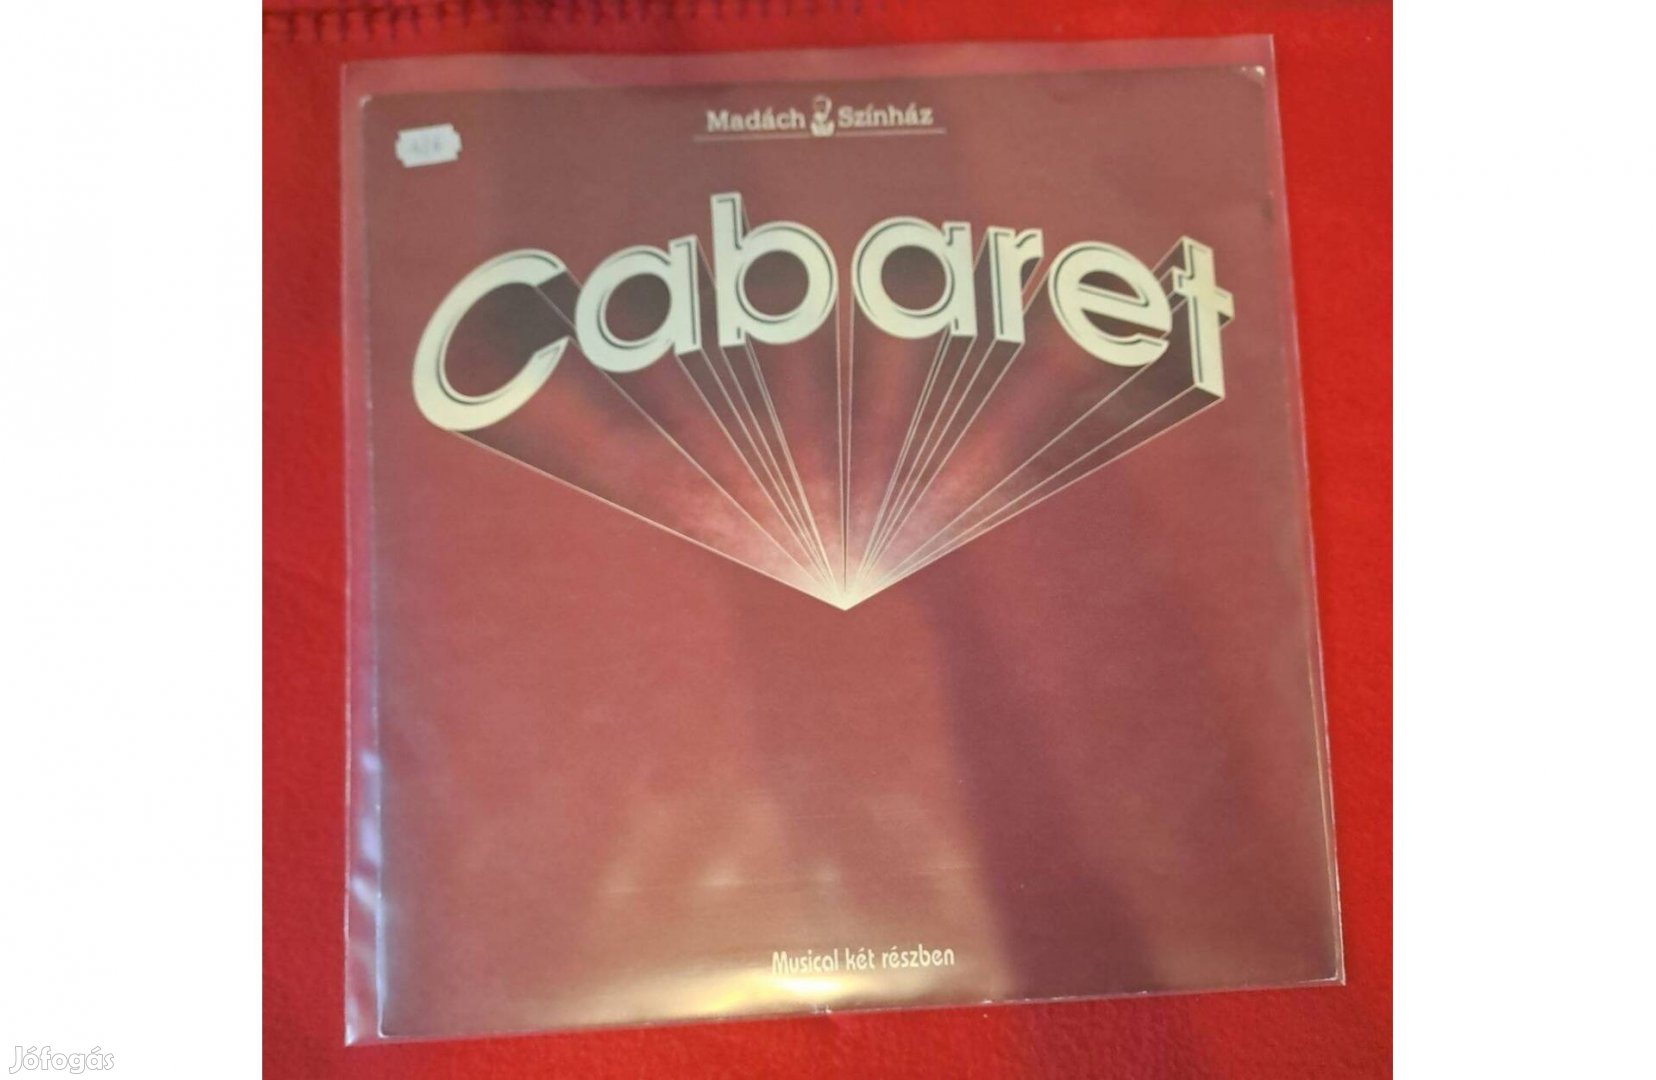 Madách Színház
Cabaret
Musical két részben
Jófogás